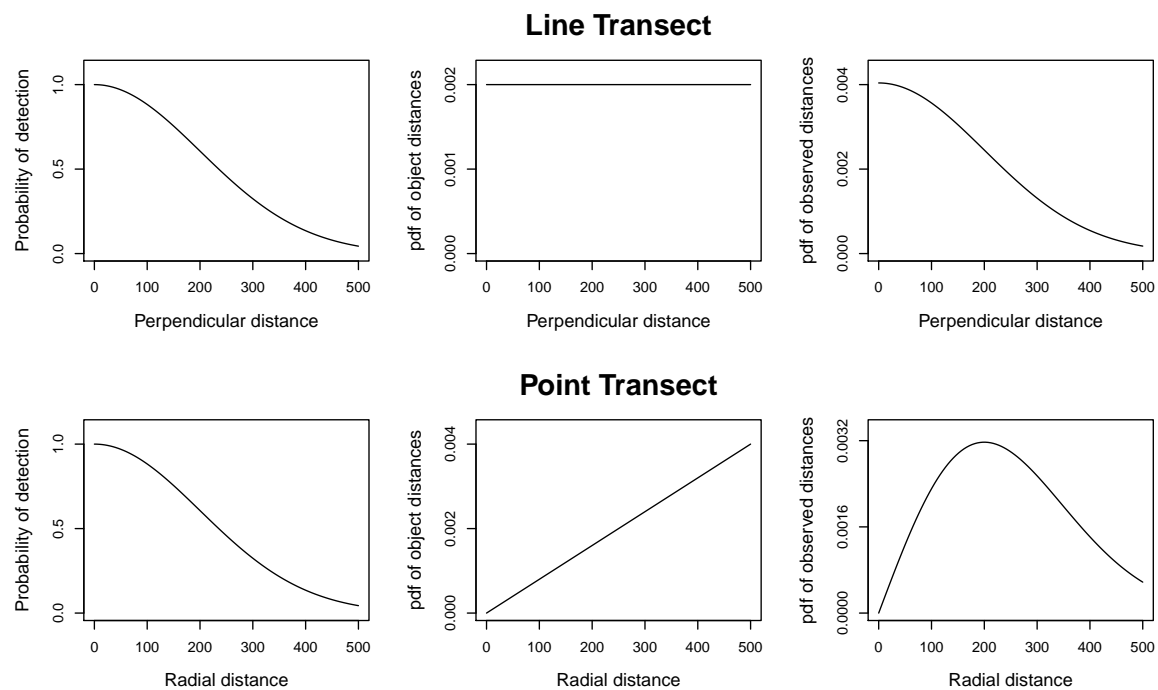 Line Transect
Probability of detection
0.0 0.5 1.0
0 100 200 300 400 500
Perpendicular distance
pdf of object distances
0.000 0.001 0.002
0 100 200 300 400 500
Perpendicular distance
pdf of observed distances
0.000 0.002 0.004
0 100 200 300 400 500
Perpendicular distance
Point Transect
Probability of detection
0.0 0.5 1.0
0 100 200 300 400 500
Radial distance
pdf of object distances
0.000 0.002 0.004
0 100 200 300 400 500
Radial distance
pdf of observed distances
0.0000 0.0016 0.0032
0 100 200 300 400 500
Radial distance